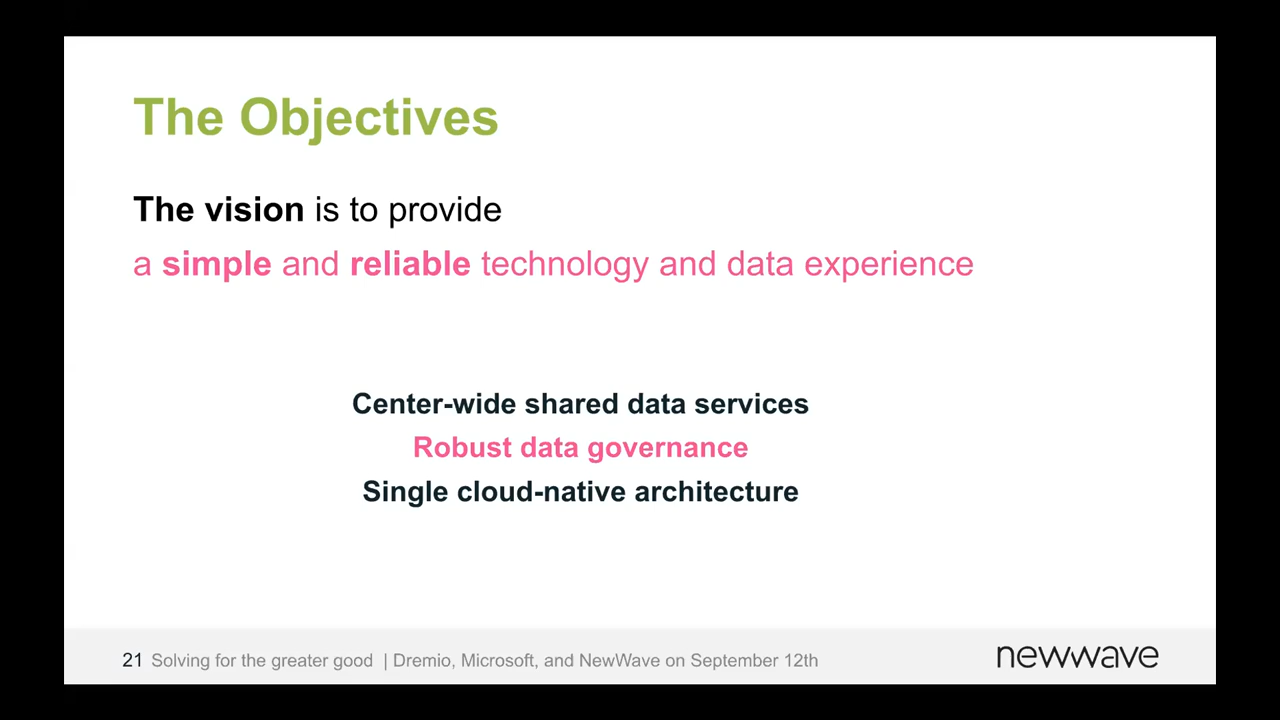 The Objectives
The vision is to provide
a simple and reliable technology and data experience
Center-wide shared data services
Robust data governance
Single cloud-native architecture
21 Solving for the greater good | Dremio, Microsoft, and NewWave on September 12th
newwave